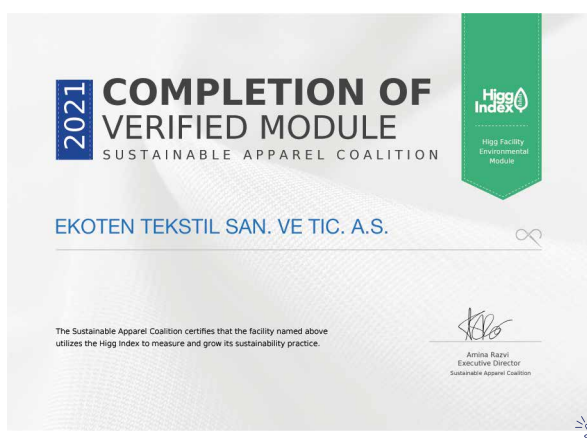 2021
COMPLETION OF
VERIFIED MODULE
SUSTAINABLE APPAREL COALITION
Higg
Index
Higg Facility
Environmental
Module
EKOTEN TEKSTIL SAN. VE TIC. A.S.
The Sustainable Apparel Coalition certifies that the facility named above
utilizes the Higg Index to measure and grow its sustainability practice.
Amina Razvi
Executive Director
Sustainable Apparel Coalition